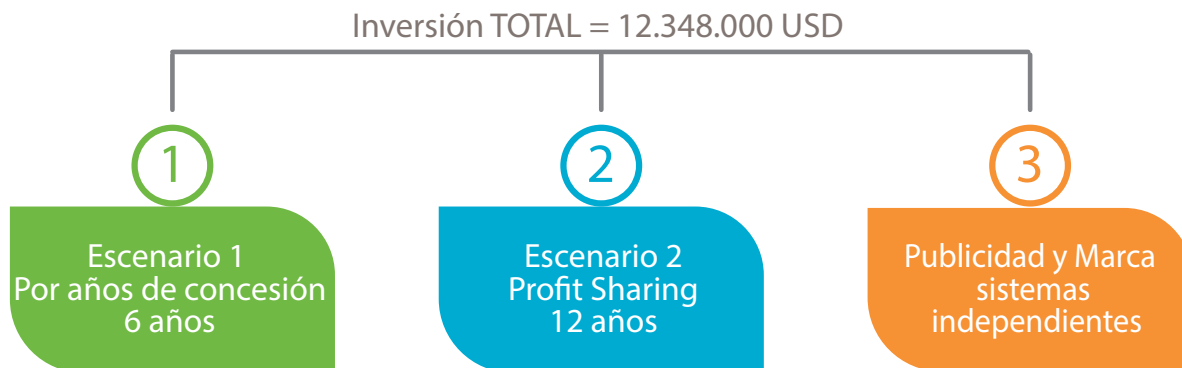 Inversión TOTAL = 12.348.000 USD
1
Escenario 1
Por años de concesión
6 años
2
Escenario 2
Profit Sharing
12 años
3
Publicidad y Marca
sistemas
independientes